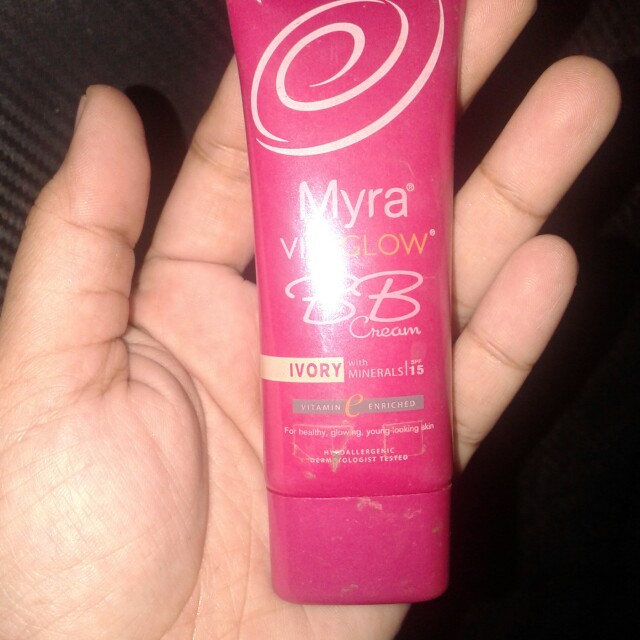 Myra®
VITAGLOW®
BB
Cream
IVORY with MINERALS SPF 15
VITAMIN e ENRICHED
For healthy, glowing, young-looking skin
HYPOALLERGENIC
DERMATOLOGIST TESTED